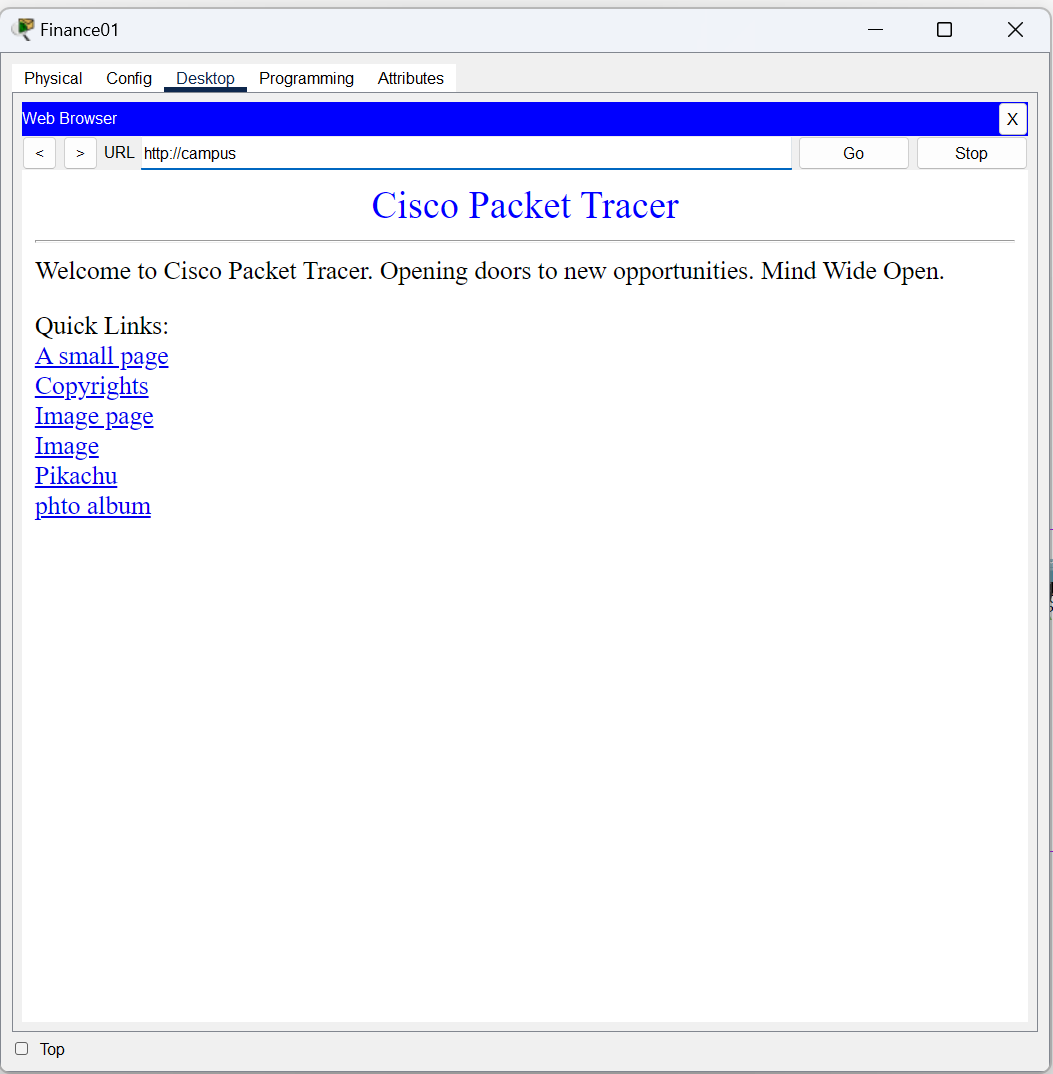 Finance01
Physical Config Desktop Programming Attributes
Web Browser X
< > URL http://campus Go Stop
Cisco Packet Tracer
Welcome to Cisco Packet Tracer. Opening doors to new opportunities. Mind Wide Open.
Quick Links:
A small page
Copyrights
Image page
Image
Pikachu
phto album
Top